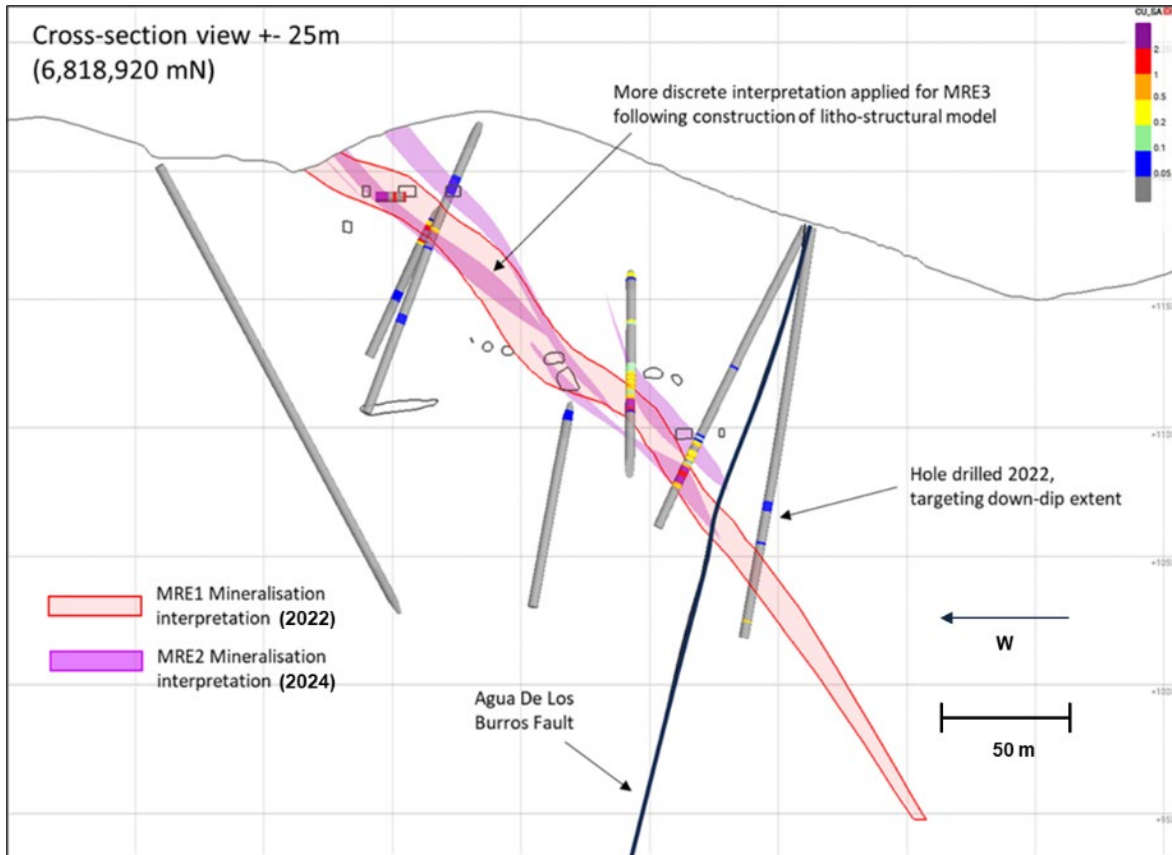 Cross-section view +- 25m
(6,818,920 mN)
CU_SA
2
1
0.5
0.2
0.1
0.05
More discrete interpretation applied for MRE3
following construction of litho-structural model
Hole drilled 2022,
targeting down-dip extent
MRE1 Mineralisation
interpretation (2022)
MRE2 Mineralisation
interpretation (2024)
W
Agua De Los
Burros Fault
50 m